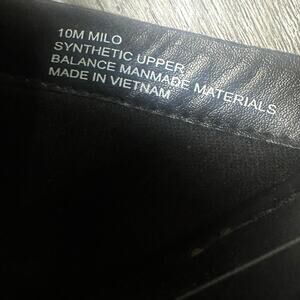 10M MILO
SYNTHETIC UPPER
BALANCE MANMADE MATERIALS
MADE IN VIETNAM